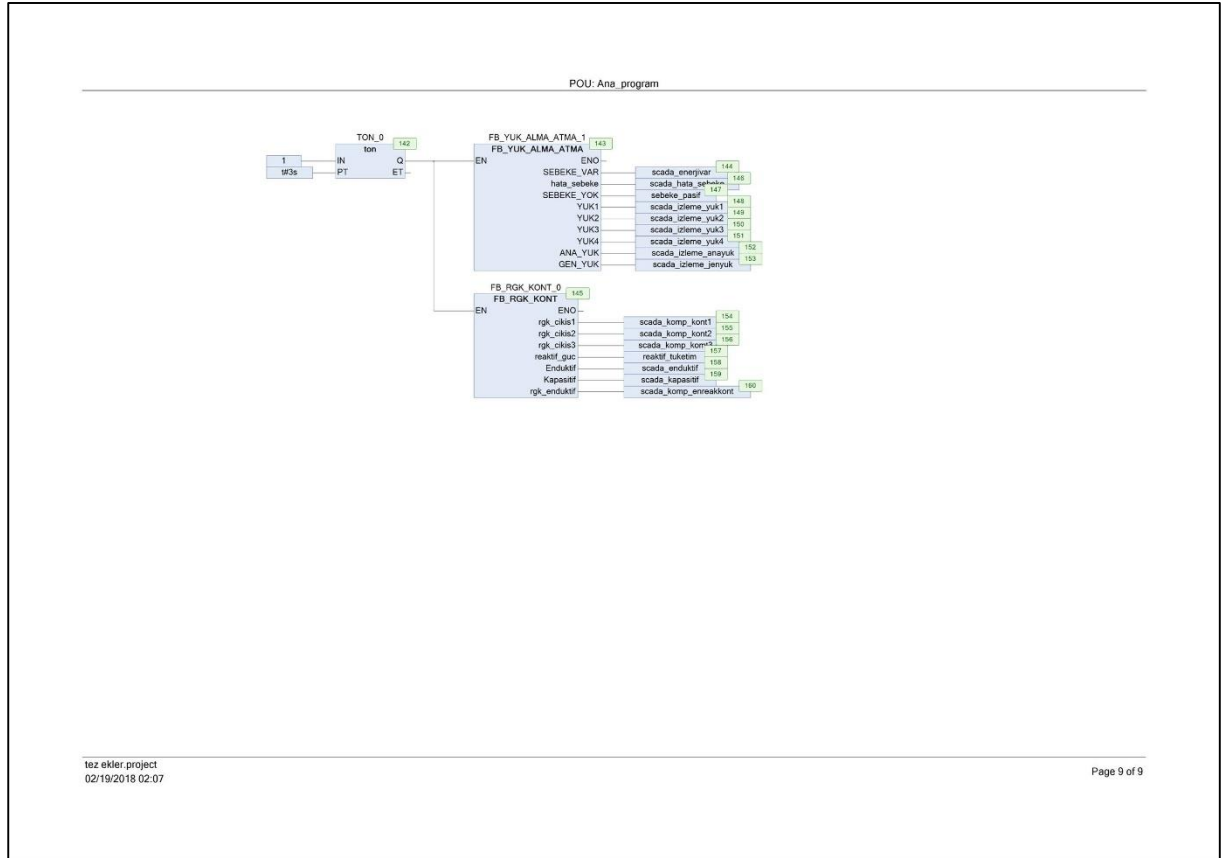 POU: Ana_program
TON_0
142
ton
1 IN Q
t#3s PT ET
FB_YUK_ALMA_ATMA_1
143
FB_YUK_ALMA_ATMA
EN ENO
144
SEBEKE_VAR scada_enerjivar
146
hata_sebeke scada_hata_sebeke
147
SEBEKE_YOK sebeke_pasif
148
YUK1 scada_izleme_yuk1
149
YUK2 scada_izleme_yuk2
150
YUK3 scada_izleme_yuk3
151
YUK4 scada_izleme_yuk4
152
ANA_YUK scada_izleme_anayuk
153
GEN_YUK scada_izleme_jenyuk
FB_RGK_KONT_0
145
FB_RGK_KONT
EN ENO
154
rgk_cikis1 scada_komp_kont1
155
rgk_cikis2 scada_komp_kont2
156
rgk_cikis3 scada_komp_kont3
157
reaktif_guc reaktif_tuketim
158
Enduktif scada_enduktif
159
Kapasitif scada_kapasitif
160
rgk_enduktif scada_komp_enreakkont
tez ekler.project
02/19/2018 02:07
Page 9 of 9